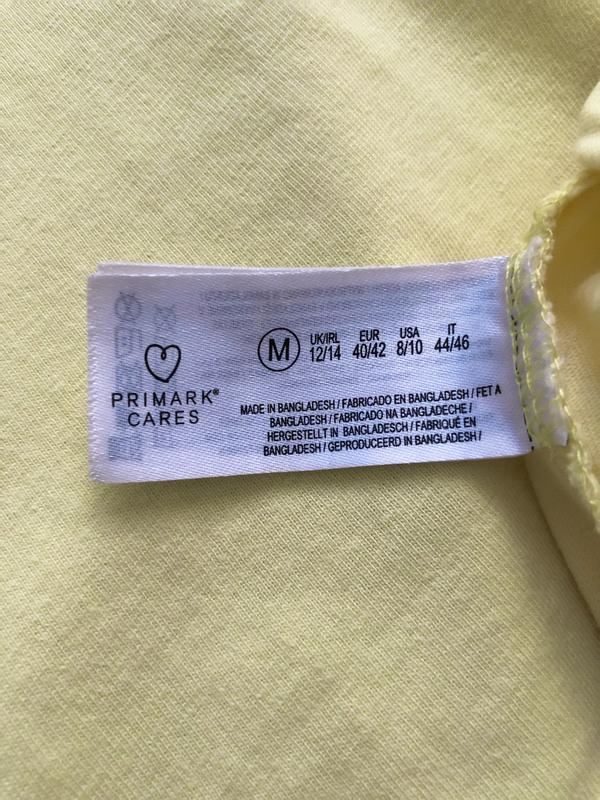 PRIMARK®
CARES
M
UK/IRL EUR USA IT
12/14 40/42 8/10 44/46
MADE IN BANGLADESH / FABRICADO EN BANGLADESH / FET A
BANGLADESH / FABRICADO NA BANGLADECHE /
HERGESTELLT IN BANGLADESCH / FABRIQUÉ EN
BANGLADESH / GEPRODUCEERD IN BANGLADESH /